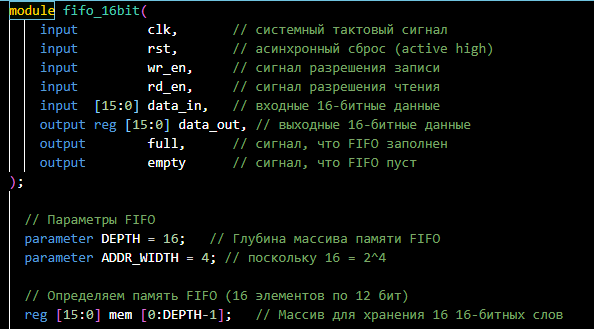 module fifo_16bit(
input clk, // системный тактовый сигнал
input rst, // асинхронный сброс (active high)
input wr_en, // сигнал разрешения записи
input rd_en, // сигнал разрешения чтения
input [15:0] data_in, // входные 16-битные данные
output reg [15:0] data_out, // выходные 16-битные данные
output full, // сигнал, что FIFO заполнен
output empty // сигнал, что FIFO пуст
);
// Параметры FIFO
parameter DEPTH = 16; // Глубина массива памяти FIFO
parameter ADDR_WIDTH = 4; // поскольку 16 = 2^4
// Определяем память FIFO (16 элементов по 12 бит)
reg [15:0] mem [0:DEPTH-1]; // Массив для хранения 16 16-битных слов